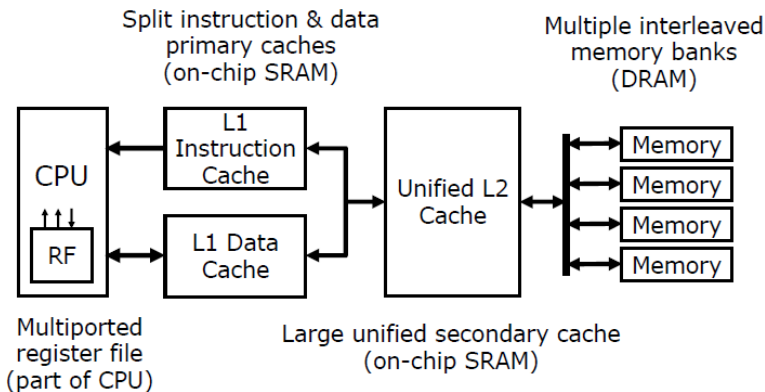 Split instruction & data
primary caches
(on-chip SRAM)
Multiple interleaved
memory banks
(DRAM)
CPU
RF
L1
Instruction
Cache
L1 Data
Cache
Unified L2
Cache
Memory
Memory
Memory
Memory
Multiported
register file
(part of CPU)
Large unified secondary cache
(on-chip SRAM)